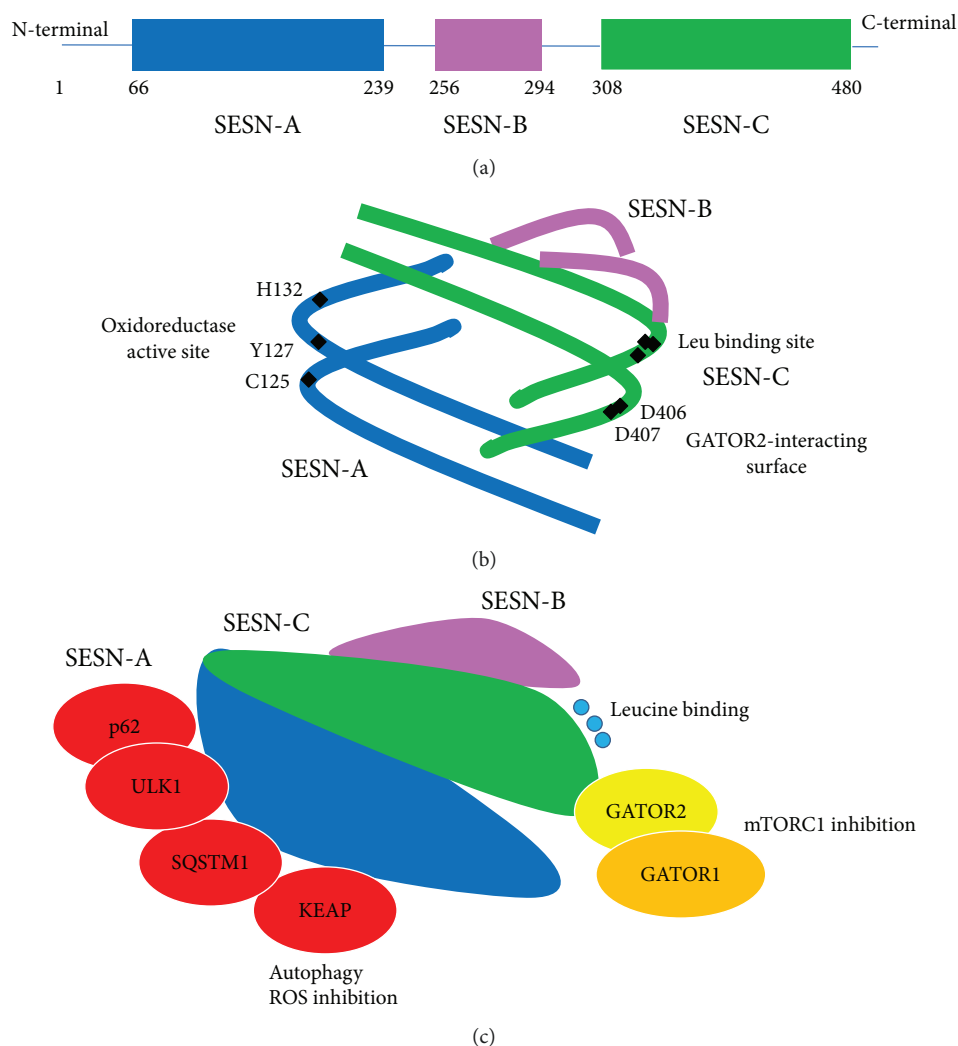 N-terminal
C-terminal
1
66
239
256
294
308
480
SESN-A
SESN-B
SESN-C
(a)
SESN-B
H132
Oxidoreductase
active site
Y127
C125
Leu binding site
SESN-C
D406
D407
GATOR2-interacting
surface
SESN-A
(b)
SESN-B
SESN-C
SESN-A
p62
Leucine binding
ULK1
GATOR2
mTORC1 inhibition
SQSTM1
GATOR1
KEAP
Autophagy
ROS inhibition
(c)